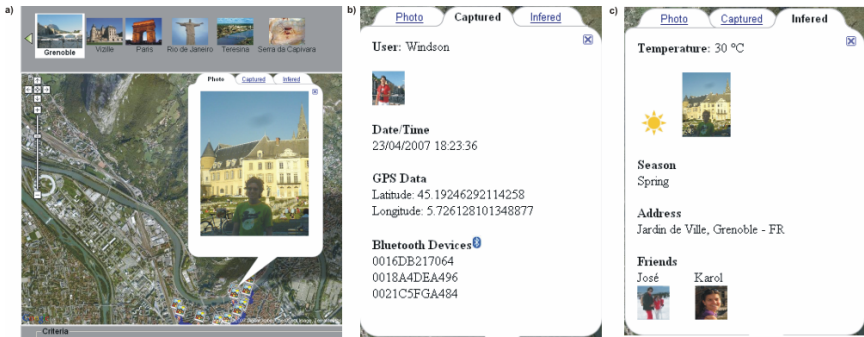 a)
Grenoble
Vizille
Paris
Rio de Janeiro
Teresina
Serra da Capivara
Photo
Captured
Infered
Criteria
b)
Photo
Captured
Infered
User: Windson
Date/Time
23/04/2007 18:23:36
GPS Data
Latitude: 45.19246292114258
Longitude: 5.726128101348877
Bluetooth Devices
0016DB217064
0018A4DEA496
0021C5FGA484
c)
Photo
Captured
Infered
Temperature: 30 ºC
Season
Spring
Address
Jardin de Ville, Grenoble - FR
Friends
José
Karol